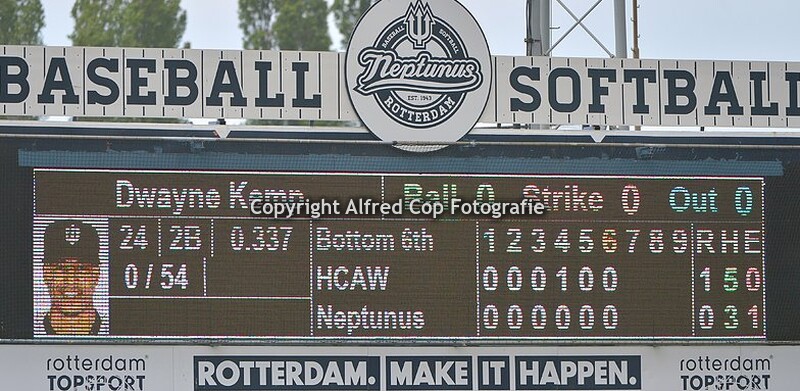 BASEBALL SOFTBALL
BASEBALL SOFTBALL
Neptunus
EST. 1943
ROTTERDAM
Dwayne Kemp Ball 0 Strike 0 Out 0
Copyright Alfred Cop Fotografie
24 2B 0.337 Bottom 6th 1 2 3 4 5 6 7 8 9 R H E
0 / 54 HCAW 0 0 0 1 0 0 1 5 0
Neptunus 0 0 0 0 0 0 0 3 1
rotterdam® TOPSPORT
ROTTERDAM. MAKE IT HAPPEN.
rotterdam® TOPSPORT